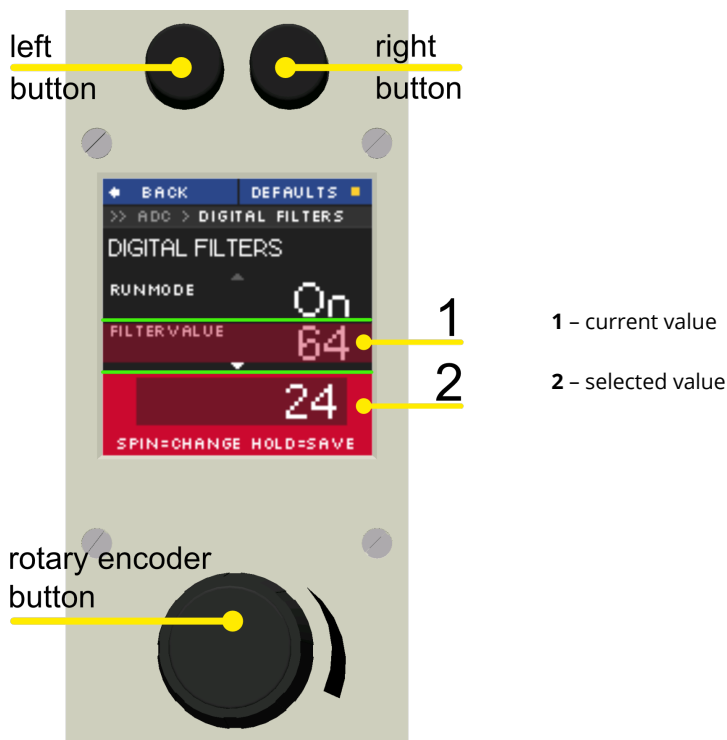 left
button
right
button
BACK
DEFAULTS
>> ADC > DIGITAL FILTERS
DIGITAL FILTERS
RUNMODE
On
FILTERVALUE
64
24
SPIN=CHANGE HOLD=SAVE
1
2
1 – current value
2 – selected value
rotary encoder
button